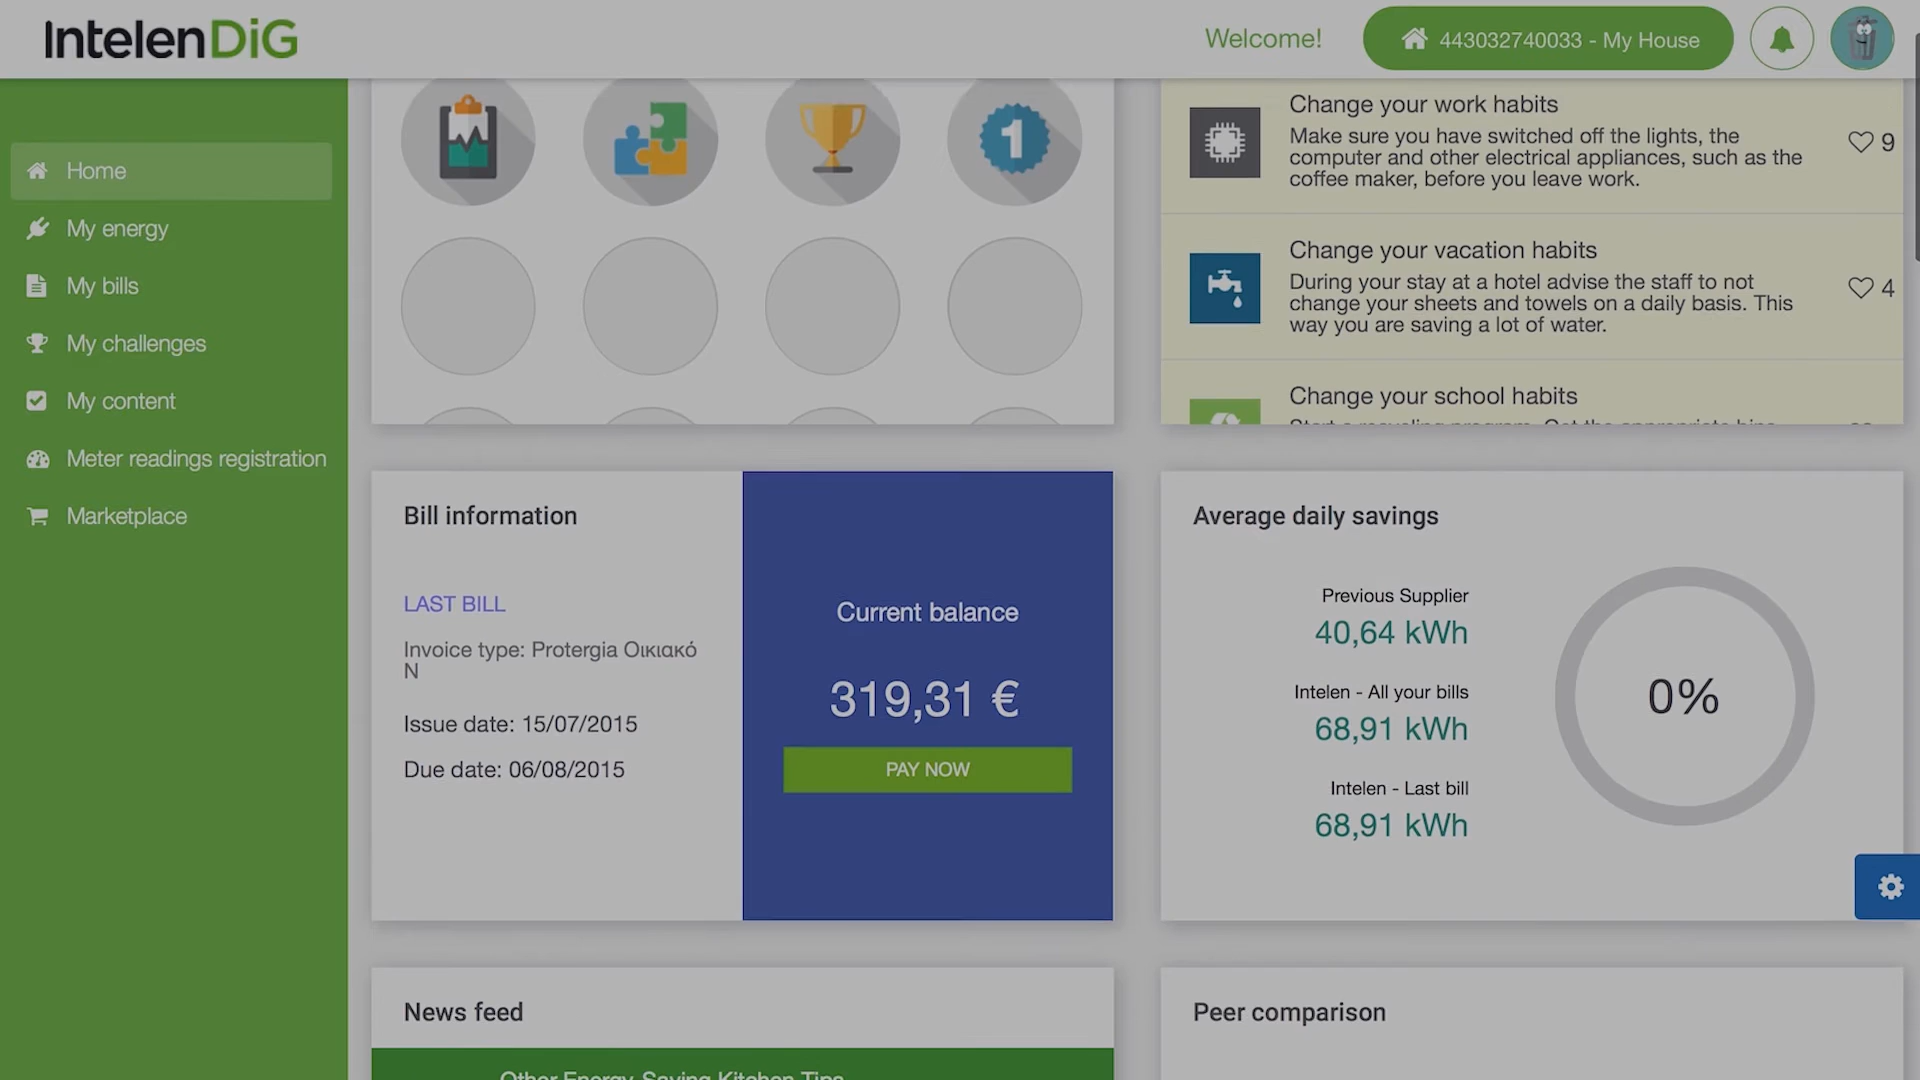 IntelenDiG
Welcome!
443032740033 - My House
Home
My energy
My bills
My challenges
My content
Meter readings registration
Marketplace
1
Change your work habits
Make sure you have switched off the lights, the
computer and other electrical appliances, such as the
coffee maker, before you leave work.
9
Change your vacation habits
During your stay at a hotel advise the staff to not
change your sheets and towels on a daily basis. This
way you are saving a lot of water.
4
Change your school habits
Bill information
LAST BILL
Invoice type: Protergia Οικιακό
Ν
Issue date: 15/07/2015
Due date: 06/08/2015
Current balance
319,31 €
PAY NOW
Average daily savings
Previous Supplier
40,64 kWh
Intelen - All your bills
68,91 kWh
Intelen - Last bill
68,91 kWh
0%
News feed
Other Energy-Saving Kitchen Tips
Peer comparison